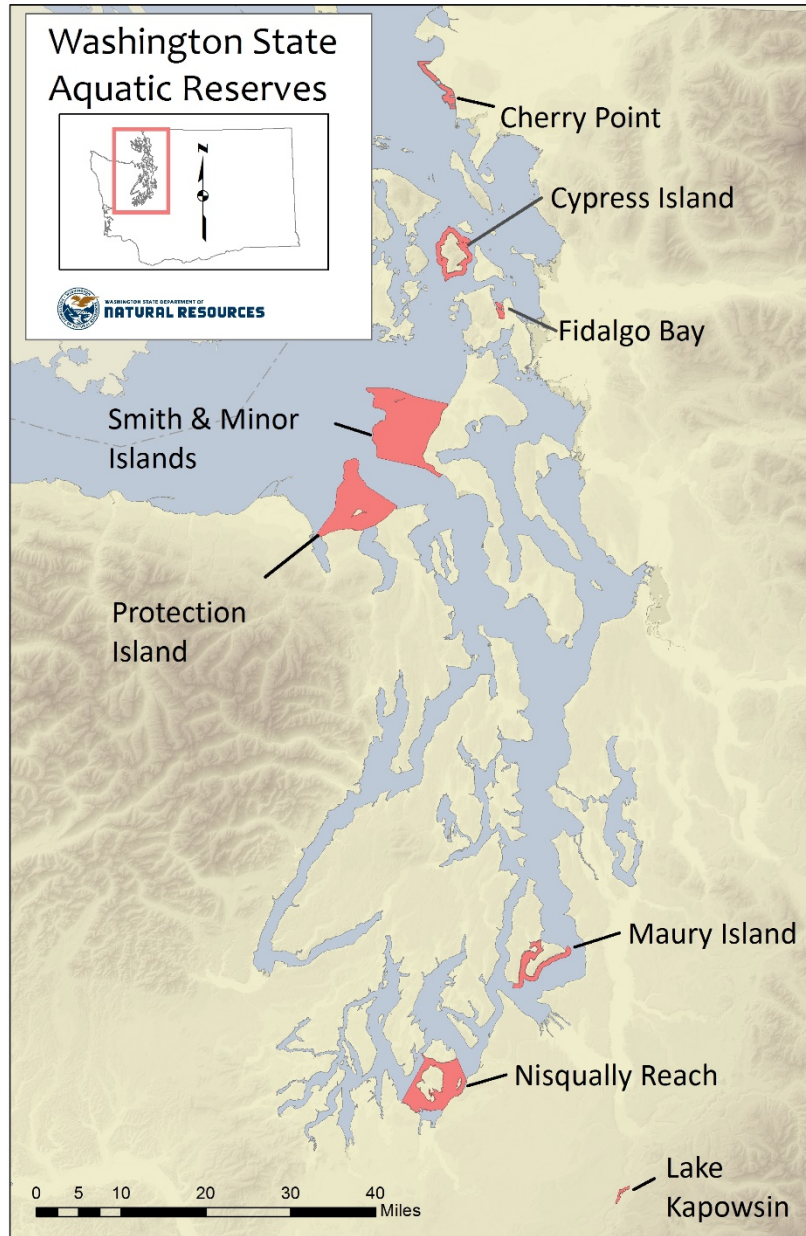 Washington State
Aquatic Reserves
N
WASHINGTON STATE DEPARTMENT OF
NATURAL RESOURCES
Cherry Point
Cypress Island
Fidalgo Bay
Smith & Minor
Islands
Protection
Island
Maury Island
Nisqually Reach
Lake
Kapowsin
0 5 10 20 30 40
Miles